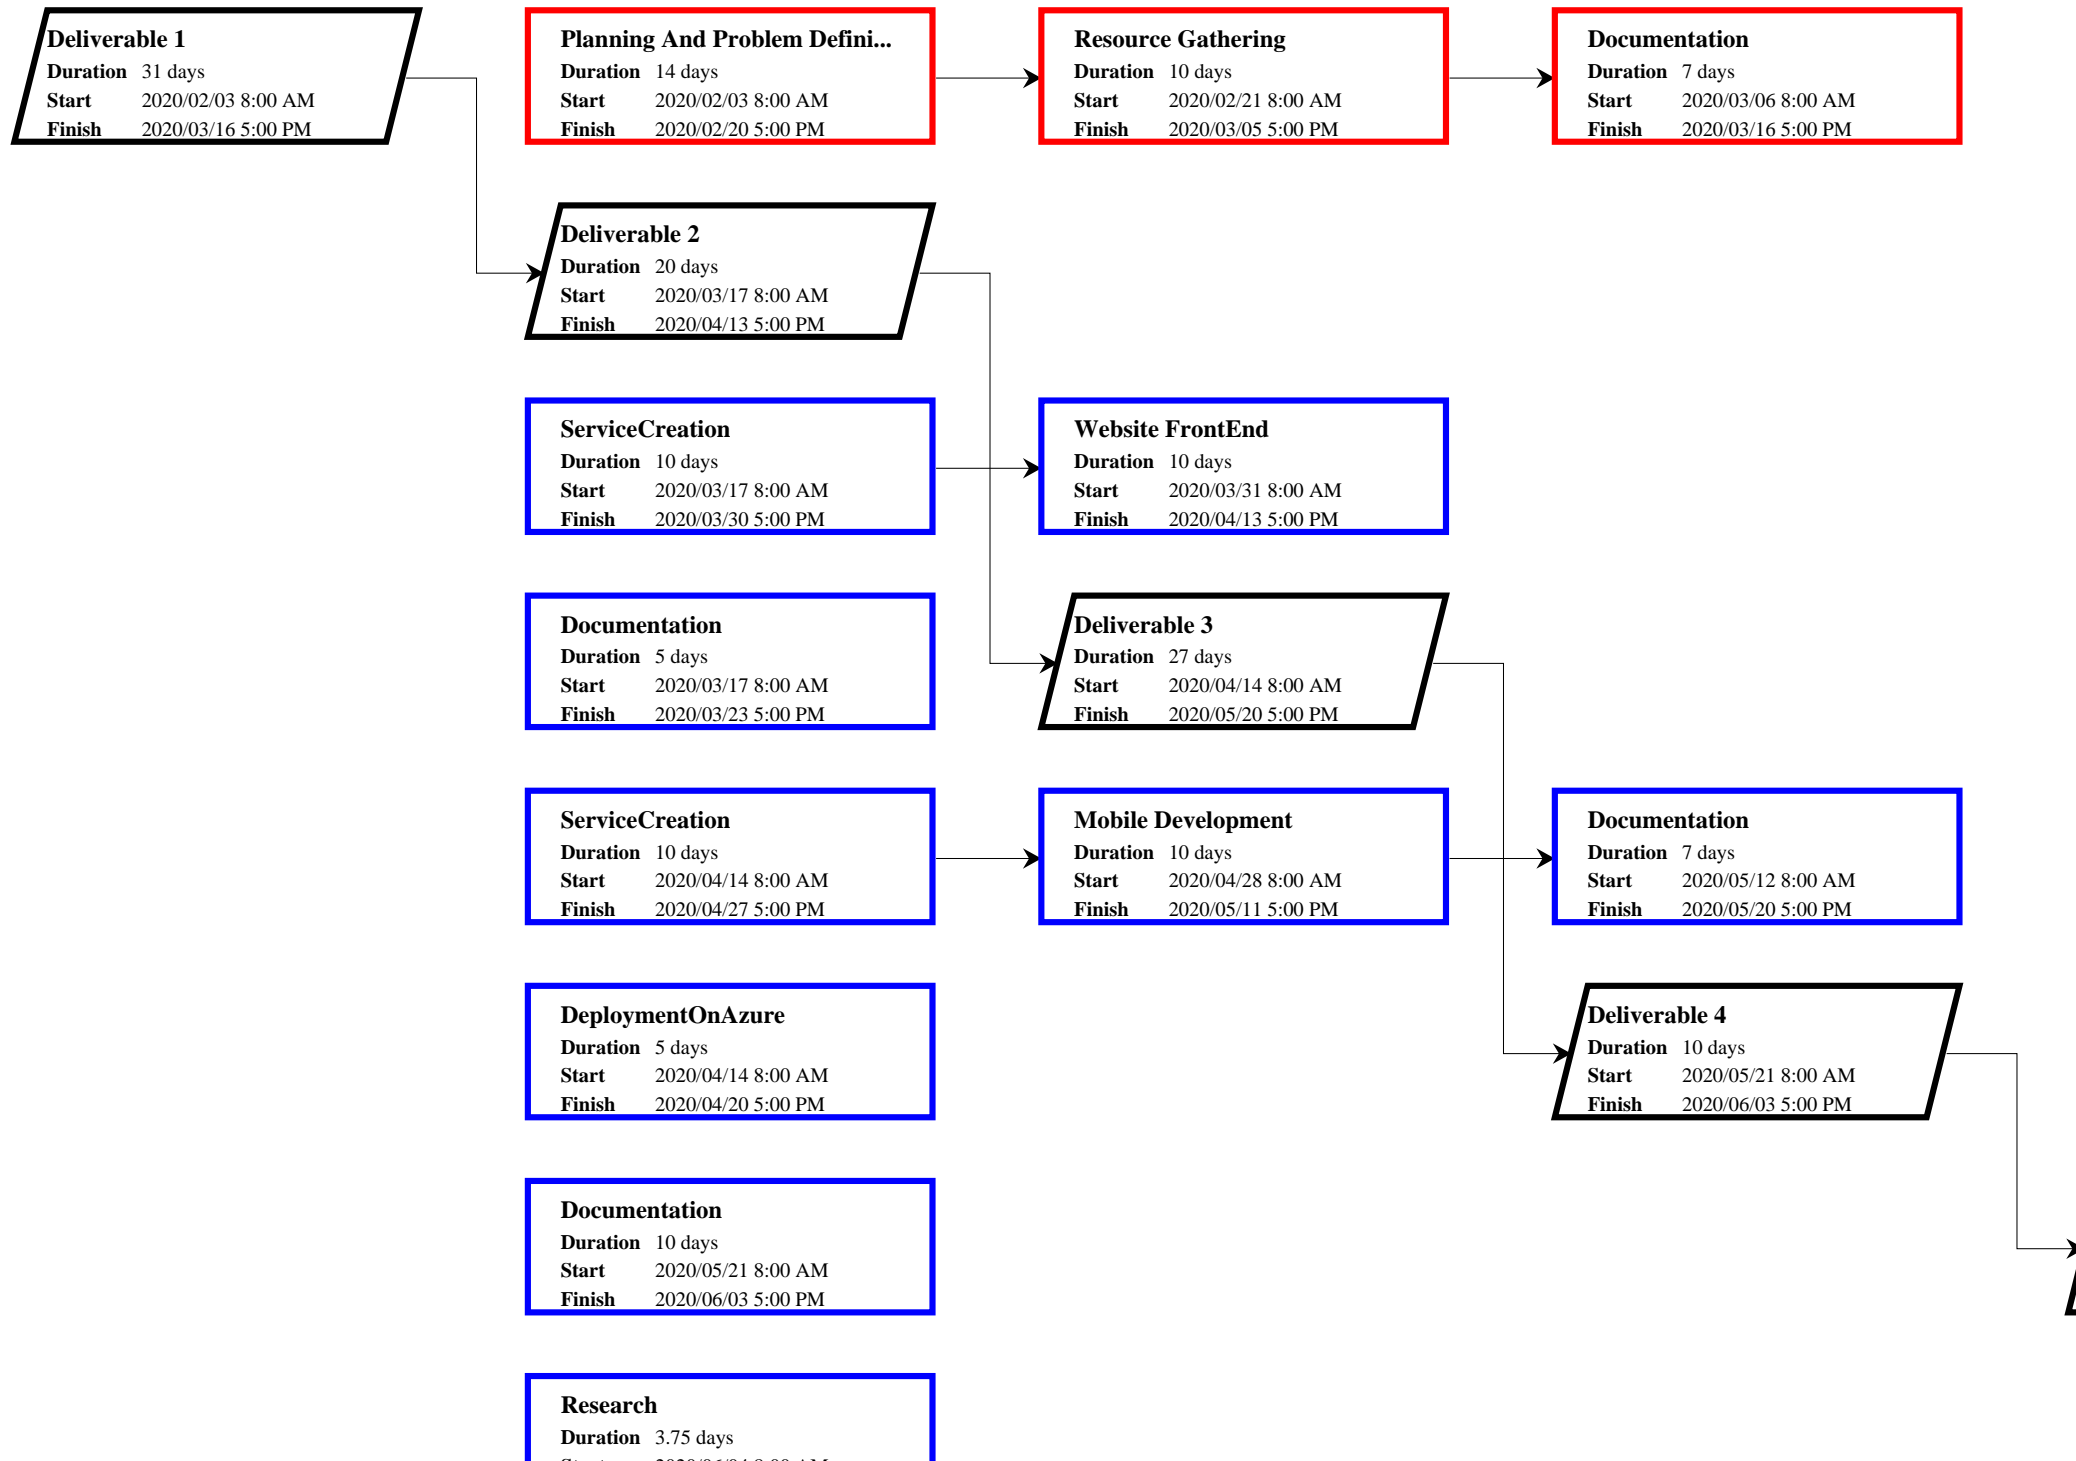 Deliverable 1
Duration 31 days
Start 2020/02/03 8:00 AM
Finish 2020/03/16 5:00 PM
Planning And Problem Defini...
Duration 14 days
Start 2020/02/03 8:00 AM
Finish 2020/02/20 5:00 PM
Resource Gathering
Duration 10 days
Start 2020/02/21 8:00 AM
Finish 2020/03/05 5:00 PM
Documentation
Duration 7 days
Start 2020/03/06 8:00 AM
Finish 2020/03/16 5:00 PM
Deliverable 2
Duration 20 days
Start 2020/03/17 8:00 AM
Finish 2020/04/13 5:00 PM
ServiceCreation
Duration 10 days
Start 2020/03/17 8:00 AM
Finish 2020/03/30 5:00 PM
Website FrontEnd
Duration 10 days
Start 2020/03/31 8:00 AM
Finish 2020/04/13 5:00 PM
Documentation
Duration 5 days
Start 2020/03/17 8:00 AM
Finish 2020/03/23 5:00 PM
Deliverable 3
Duration 27 days
Start 2020/04/14 8:00 AM
Finish 2020/05/20 5:00 PM
ServiceCreation
Duration 10 days
Start 2020/04/14 8:00 AM
Finish 2020/04/27 5:00 PM
Mobile Development
Duration 10 days
Start 2020/04/28 8:00 AM
Finish 2020/05/11 5:00 PM
Documentation
Duration 7 days
Start 2020/05/12 8:00 AM
Finish 2020/05/20 5:00 PM
DeploymentOnAzure
Duration 5 days
Start 2020/04/14 8:00 AM
Finish 2020/04/20 5:00 PM
Deliverable 4
Duration 10 days
Start 2020/05/21 8:00 AM
Finish 2020/06/03 5:00 PM
Documentation
Duration 10 days
Start 2020/05/21 8:00 AM
Finish 2020/06/03 5:00 PM
Research
Duration 3.75 days